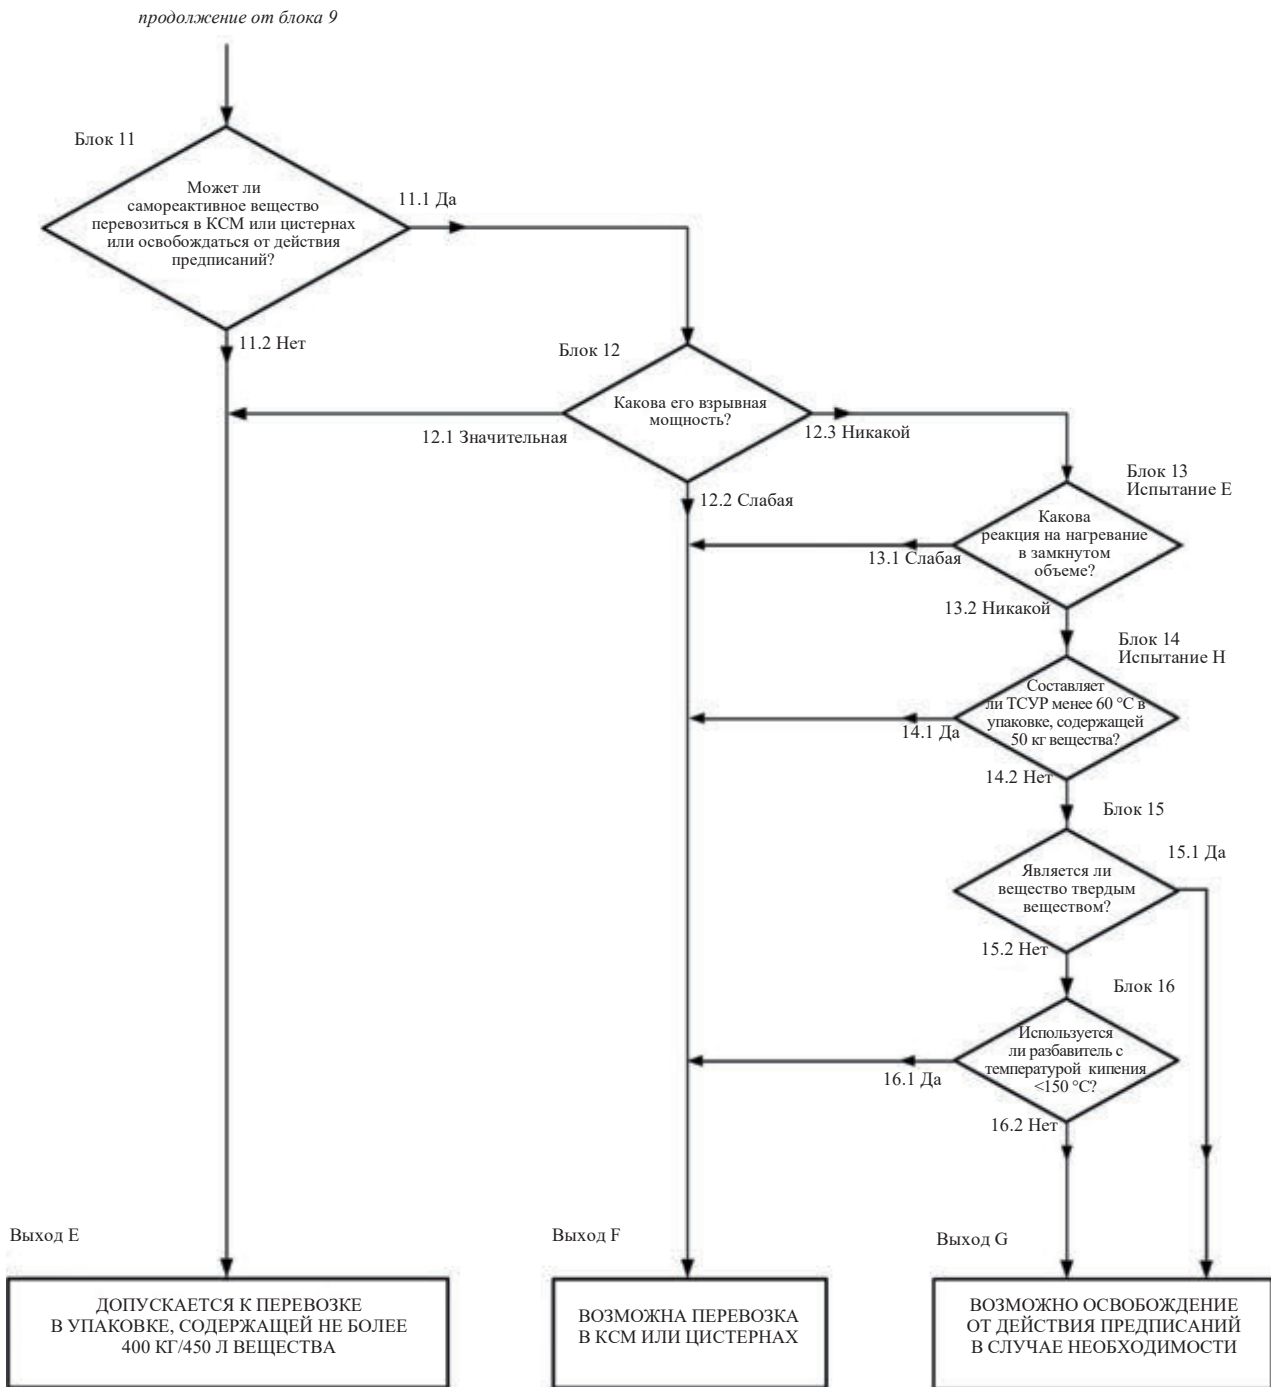 продолжение от блока 9
Блок 11
Может ли
самореактивное вещество
перевозиться в КСМ или цистернах
или освобождаться от действия
предписаний?
11.1 Да
11.2 Нет
Блок 12
Какова его взрывная
мощность?
12.1 Значительная
12.3 Никакой
12.2 Слабая
Блок 13
Испытание E
Какова
реакция на нагревание
в замкнутом
объеме?
13.1 Слабая
13.2 Никакой
Блок 14
Испытание H
Составляет
ли ТСУР менее 60 °C в
упаковке, содержащей
50 кг вещества?
14.1 Да
14.2 Нет
Блок 15
15.1 Да
Является ли
вещество твердым
веществом?
15.2 Нет
Блок 16
Используется
ли разбавитель с
температурой кипения
<150 °C?
16.1 Да
16.2 Нет
Выход E
ДОПУСКАЕТСЯ К ПЕРЕВОЗКЕ
В УПАКОВКЕ, СОДЕРЖАЩЕЙ НЕ БОЛЕЕ
400 КГ/450 Л ВЕЩЕСТВА
Выход F
ВОЗМОЖНА ПЕРЕВОЗКА
В КСМ ИЛИ ЦИСТЕРНАХ
Выход G
ВОЗМОЖНО ОСВОБОЖДЕНИЕ
ОТ ДЕЙСТВИЯ ПРЕДПИСАНИЙ
В СЛУЧАЕ НЕОБХОДИМОСТИ